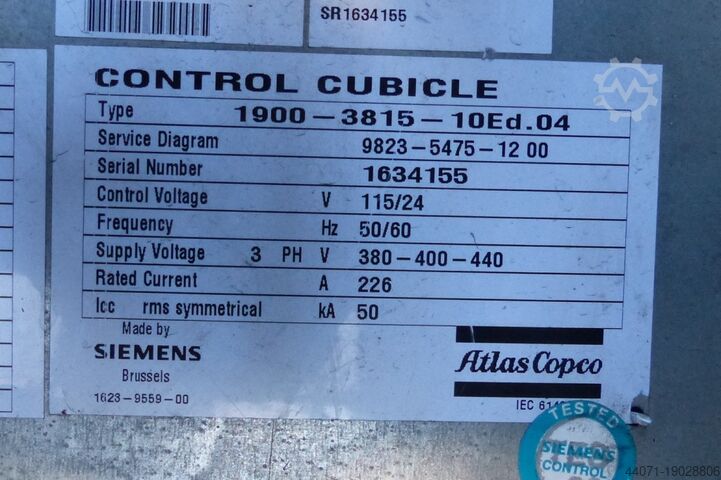 SR1634155
CONTROL CUBICLE
Type 1900-3815-10Ed.04
Service Diagram 9823-5475-12 00
Serial Number 1634155
Control Voltage V 115/24
Frequency Hz 50/60
Supply Voltage 3 PH V 380-400-440
Rated Current A 226
Icc rms symmetrical kA 50
Made by
SIEMENS
Brussels
1623-9559-00
Atlas Copco
IEC
TESTED
SIEMENS
CONTROL
44071-19028806